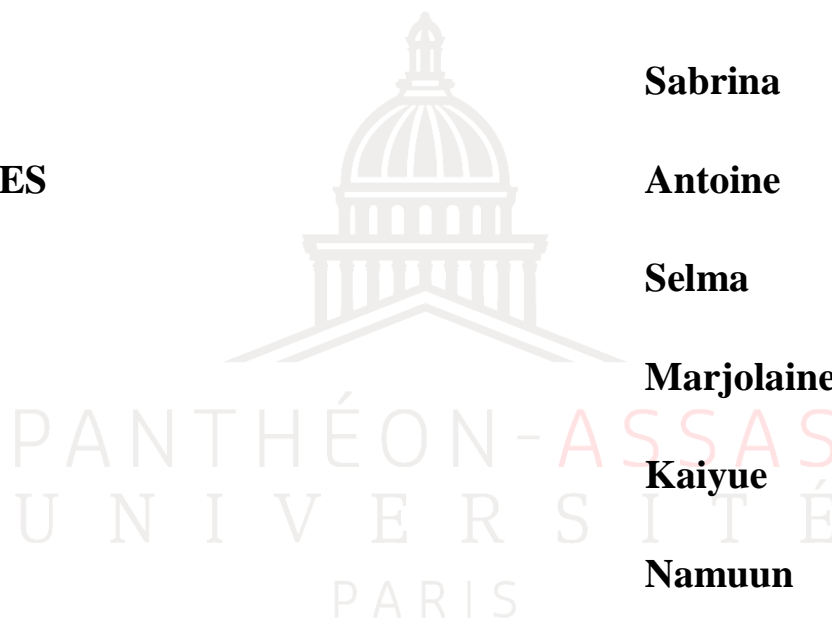 Sabrina
ES Antoine
Selma
Marjolaine
PANTHÉON-ASSAS
Kaiyue
UNIVERSITÉ
Namuun
PARIS